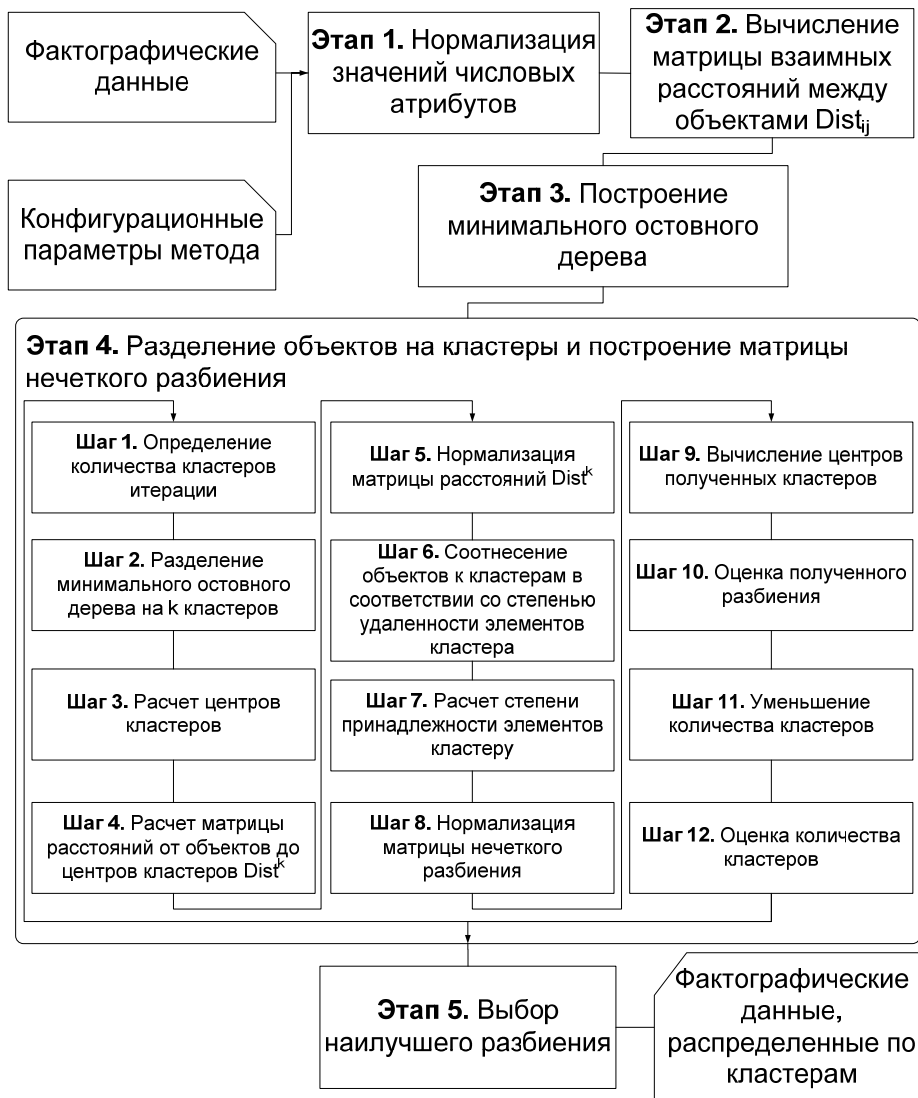 Фактографические
данные
Этап 1. Нормализация
значений числовых
атрибутов
Этап 2. Вычисление
матрицы взаимных
расстояний между
объектами Distij
Конфигурационные
параметры метода
Этап 3. Построение
минимального остовного
дерева
Этап 4. Разделение объектов на кластеры и построение матрицы
нечеткого разбиения
Шаг 1. Определение
количества кластеров
итерации
Шаг 2. Разделение
минимального остовного
дерева на k кластеров
Шаг 3. Расчет центров
кластеров
Шаг 4. Расчет матрицы
расстояний от объектов до
центров кластеров Distk
Шаг 5. Нормализация
матрицы расстояний Distk
Шаг 6. Соотнесение
объектов к кластерам в
соответствии со степенью
удаленности элементов
кластера
Шаг 7. Расчет степени
принадлежности элементов
кластеру
Шаг 8. Нормализация
матрицы нечеткого
разбиения
Шаг 9. Вычисление центров
полученных кластеров
Шаг 10. Оценка полученного
разбиения
Шаг 11. Уменьшение
количества кластеров
Шаг 12. Оценка количества
кластеров
Этап 5. Выбор
наилучшего разбиения
Фактографические
данные,
распределенные по
кластерам